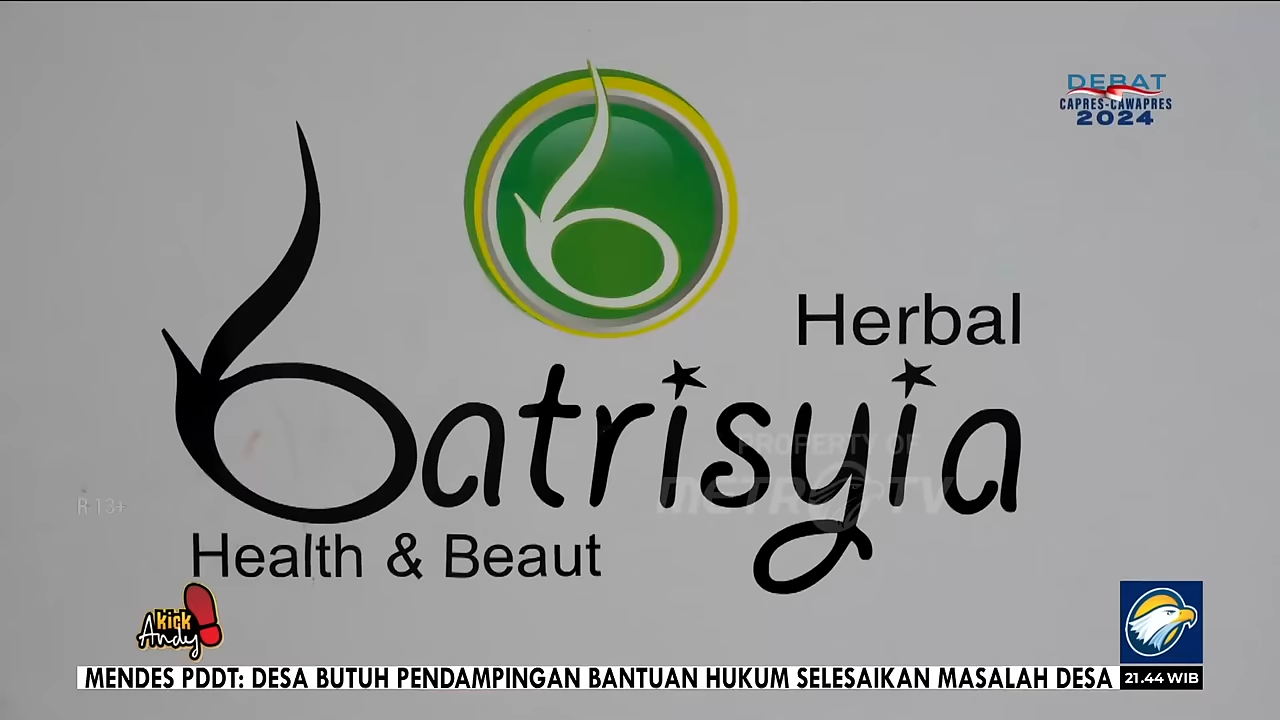 DEBAT
CAPRES-CAWAPRES
2024
Herbal
batrisyia
PROPERTY OF
METRO TV
R 13+
Health & Beaut
kick
Andy
MENDES PDDT: DESA BUTUH PENDAMPINGAN BANTUAN HUKUM SELESAIKAN MASALAH DESA
21.44 WIB